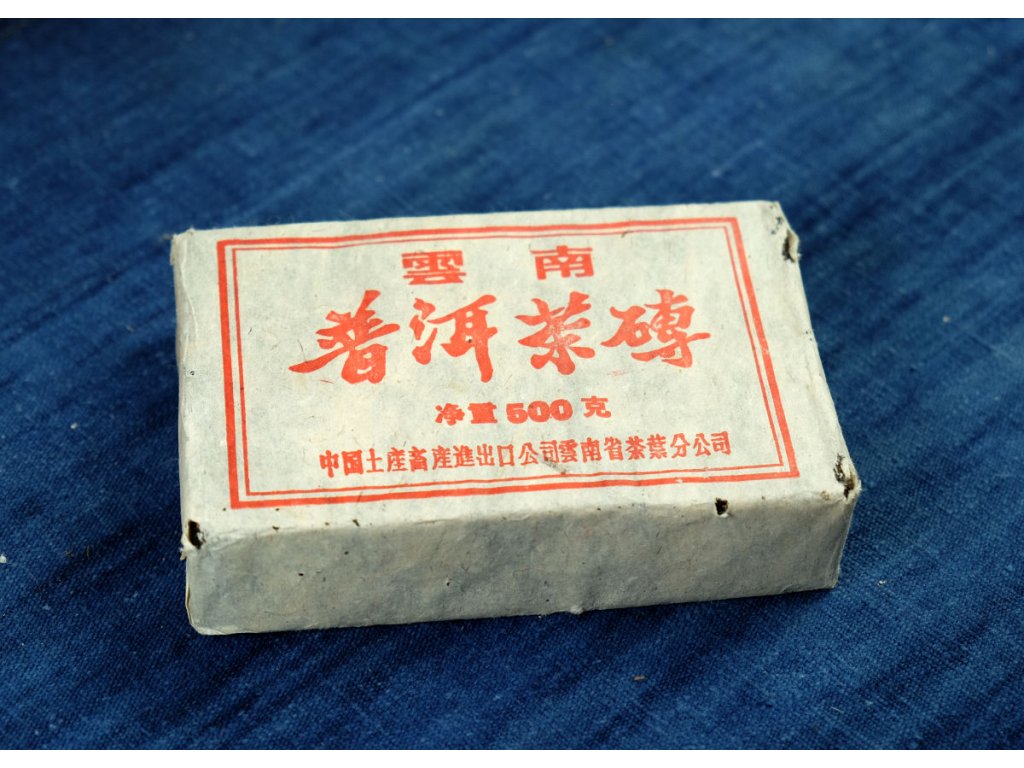 雲南
普洱茶磚
净重500克
中国土産畜産進出口公司雲南省茶葉分公司